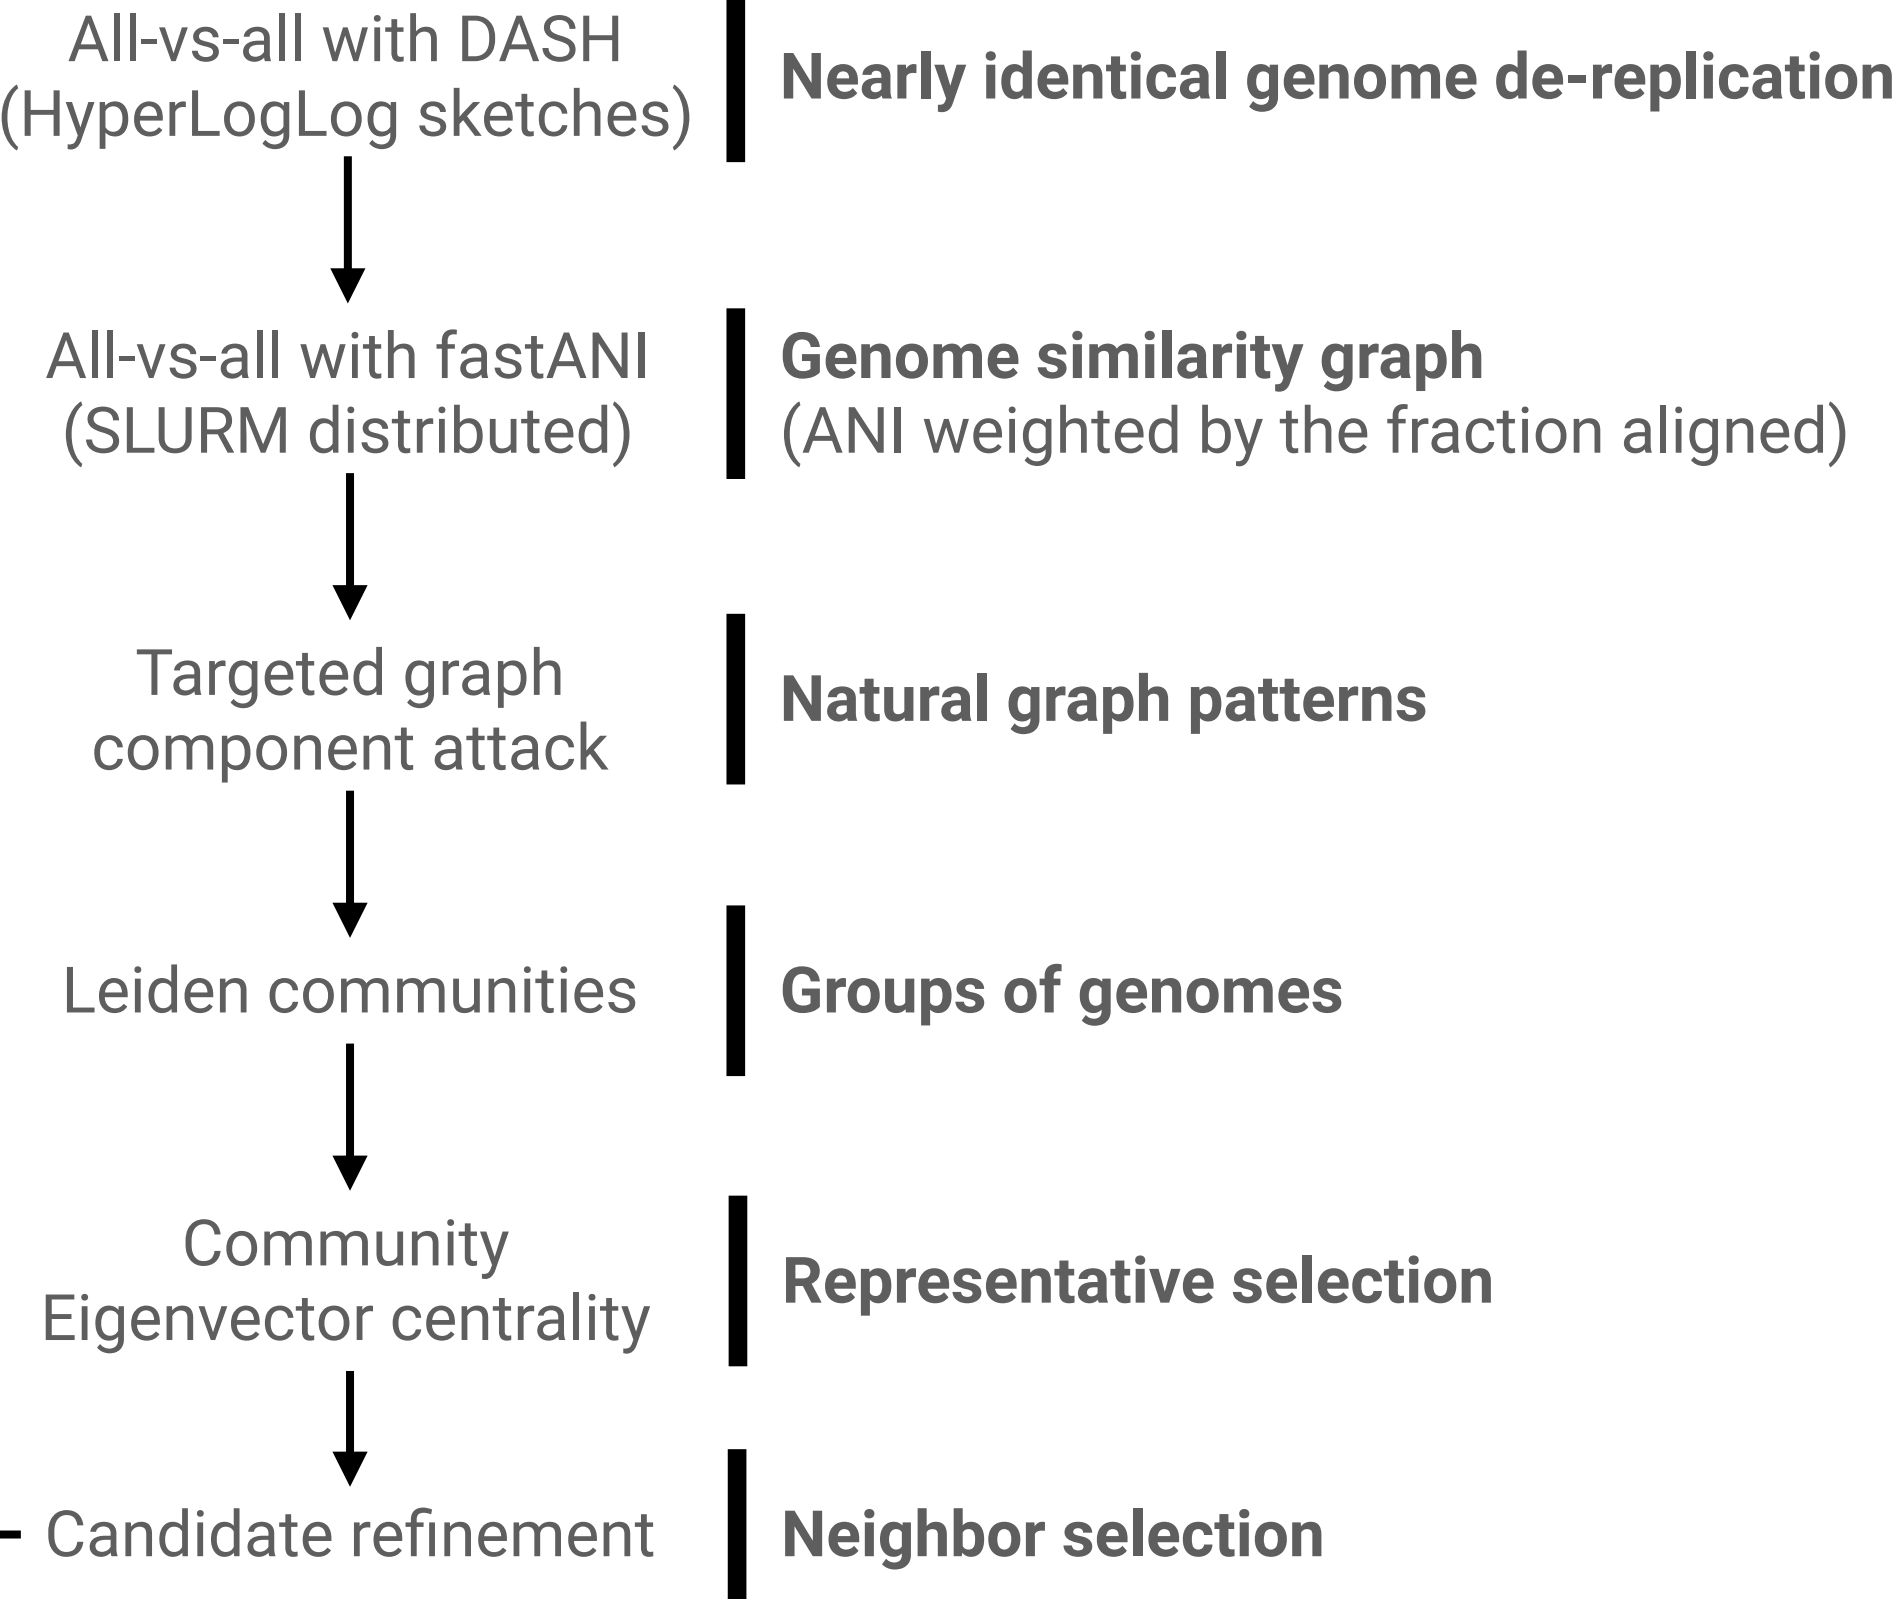 All-vs-all with DASH
(HyperLogLog sketches)
Nearly identical genome de-replication
All-vs-all with fastANI
(SLURM distributed)
Genome similarity graph
(ANI weighted by the fraction aligned)
Targeted graph
component attack
Natural graph patterns
Leiden communities
Groups of genomes
Community
Eigenvector centrality
Representative selection
Candidate refinement
Neighbor selection